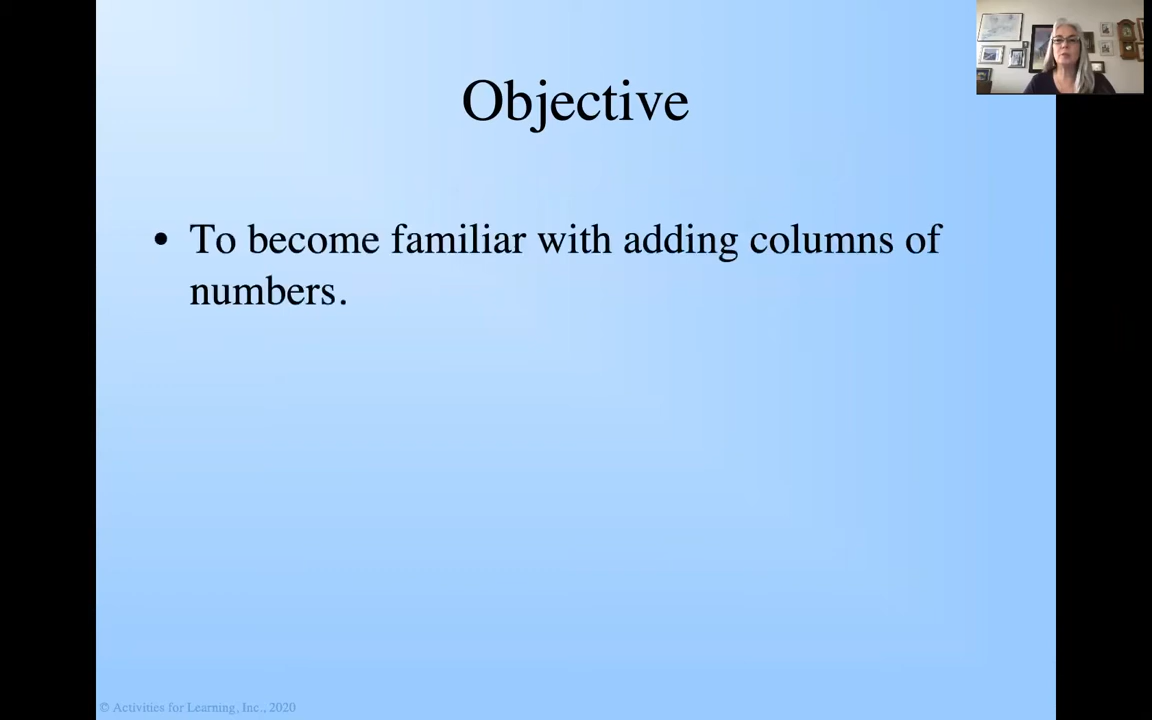 Objective
• To become familiar with adding columns of
numbers.
© Activities for Learning, Inc., 2020